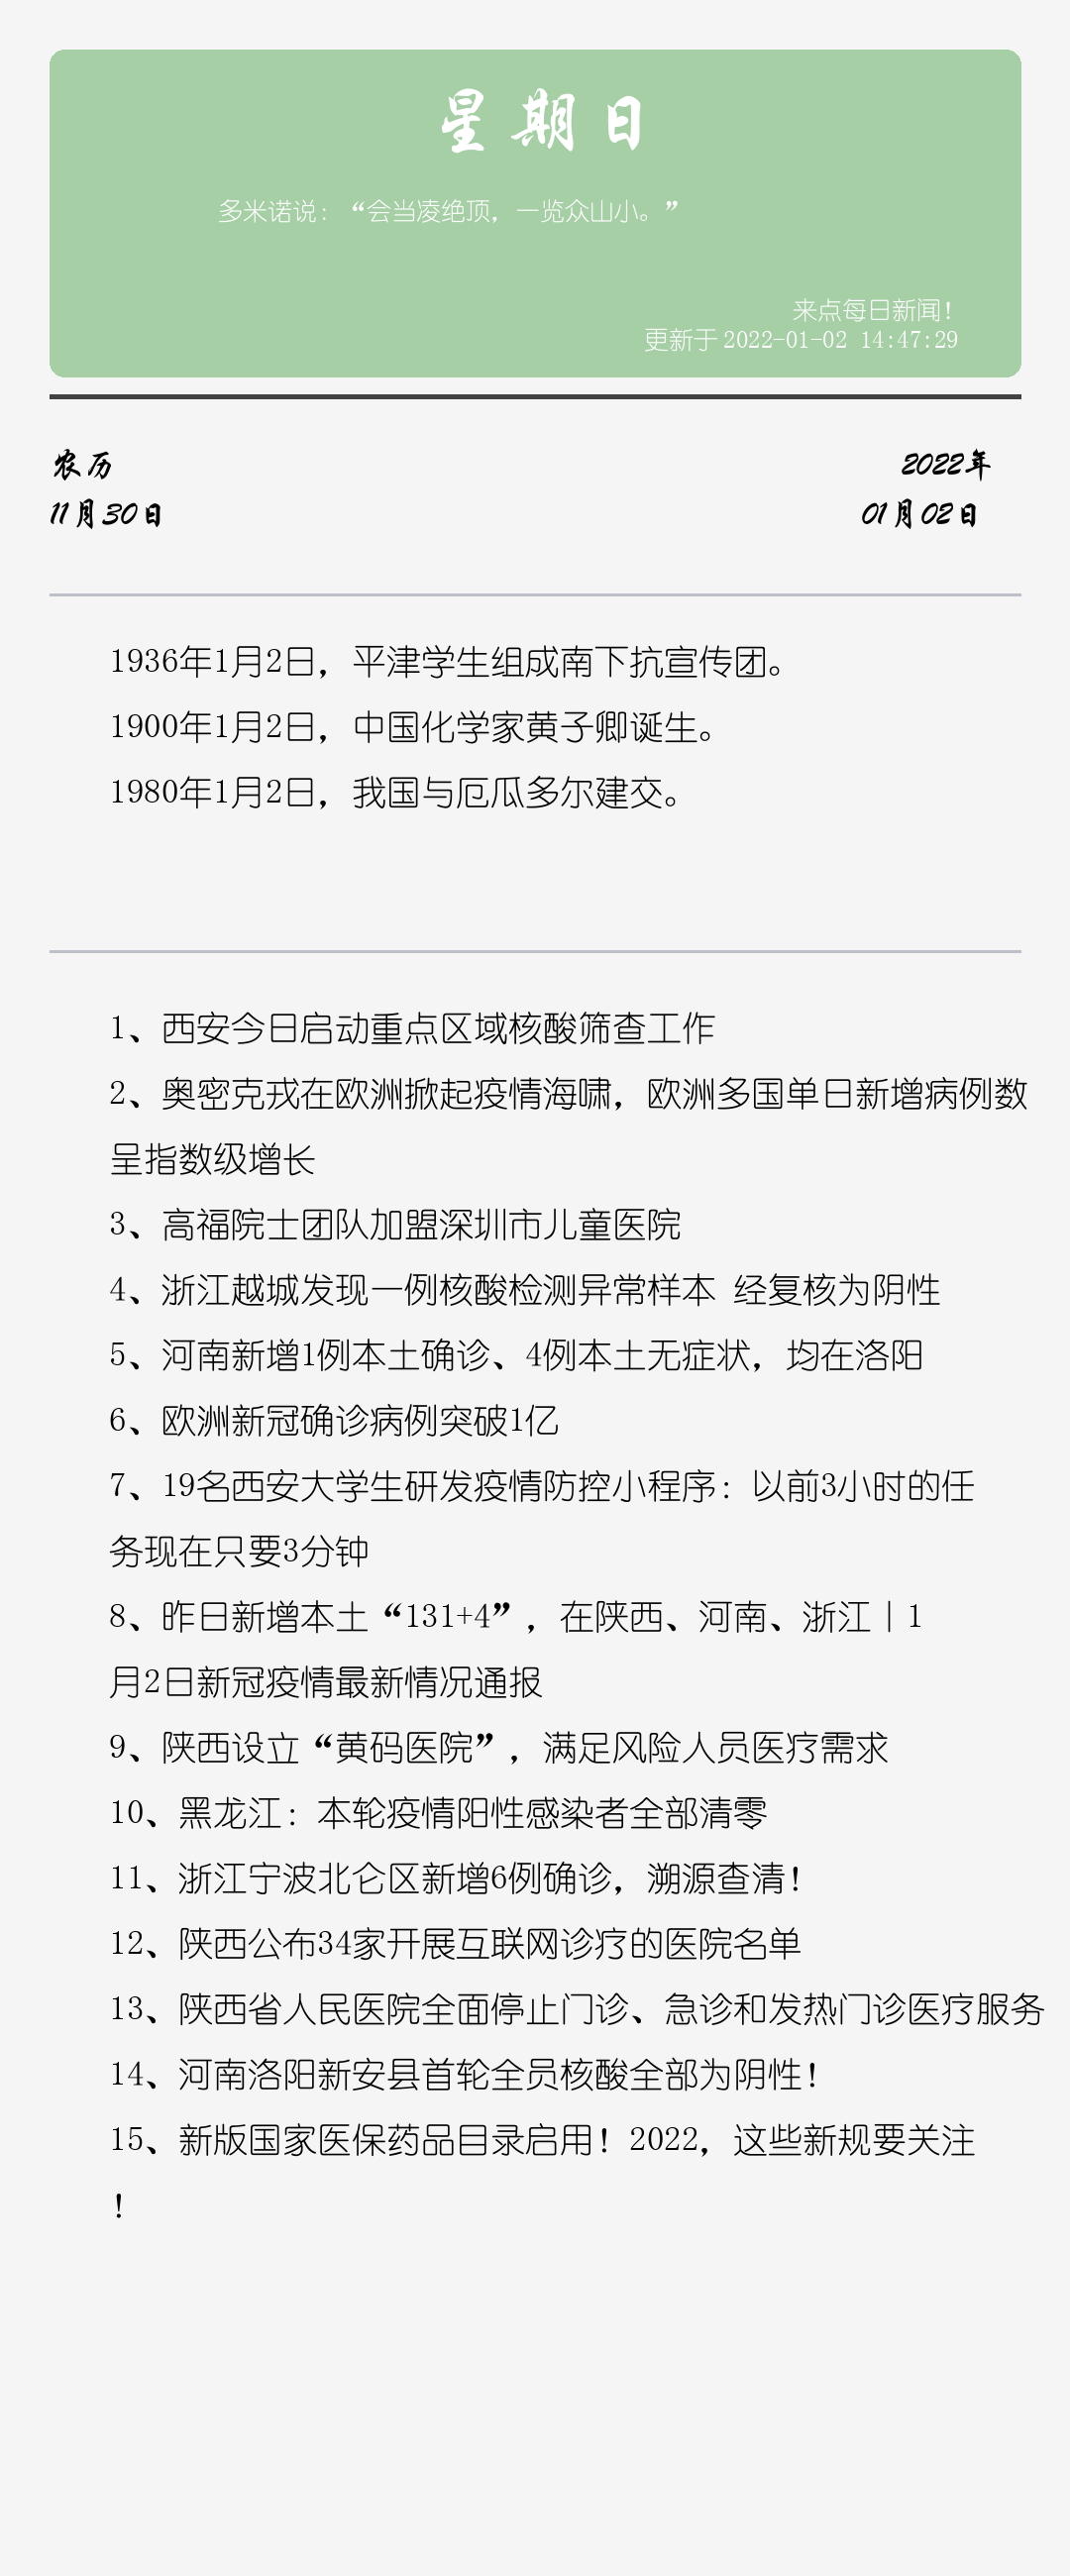 星期日
多米诺说：“会当凌绝顶，一览众山小。”
来点每日新闻！
更新于 2022-01-02 14:47:29
农历
11月30日
2022年
01月02日
1936年1月2日，平津学生组成南下抗宣传团。
1900年1月2日，中国化学家黄子卿诞生。
1980年1月2日，我国与厄瓜多尔建交。
1、西安今日启动重点区域核酸筛查工作
2、奥密克戎在欧洲掀起疫情海啸，欧洲多国单日新增病例数
呈指数级增长
3、高福院士团队加盟深圳市儿童医院
4、浙江越城发现一例核酸检测异常样本 经复核为阴性
5、河南新增1例本土确诊、4例本土无症状，均在洛阳
6、欧洲新冠确诊病例突破1亿
7、19名西安大学生研发疫情防控小程序：以前3小时的任
务现在只要3分钟
8、昨日新增本土“131+4”，在陕西、河南、浙江｜1
月2日新冠疫情最新情况通报
9、陕西设立“黄码医院”，满足风险人员医疗需求
10、黑龙江：本轮疫情阳性感染者全部清零
11、浙江宁波北仑区新增6例确诊，溯源查清！
12、陕西公布34家开展互联网诊疗的医院名单
13、陕西省人民医院全面停止门诊、急诊和发热门诊医疗服务
14、河南洛阳新安县首轮全员核酸全部为阴性！
15、新版国家医保药品目录启用！2022，这些新规要关注
！